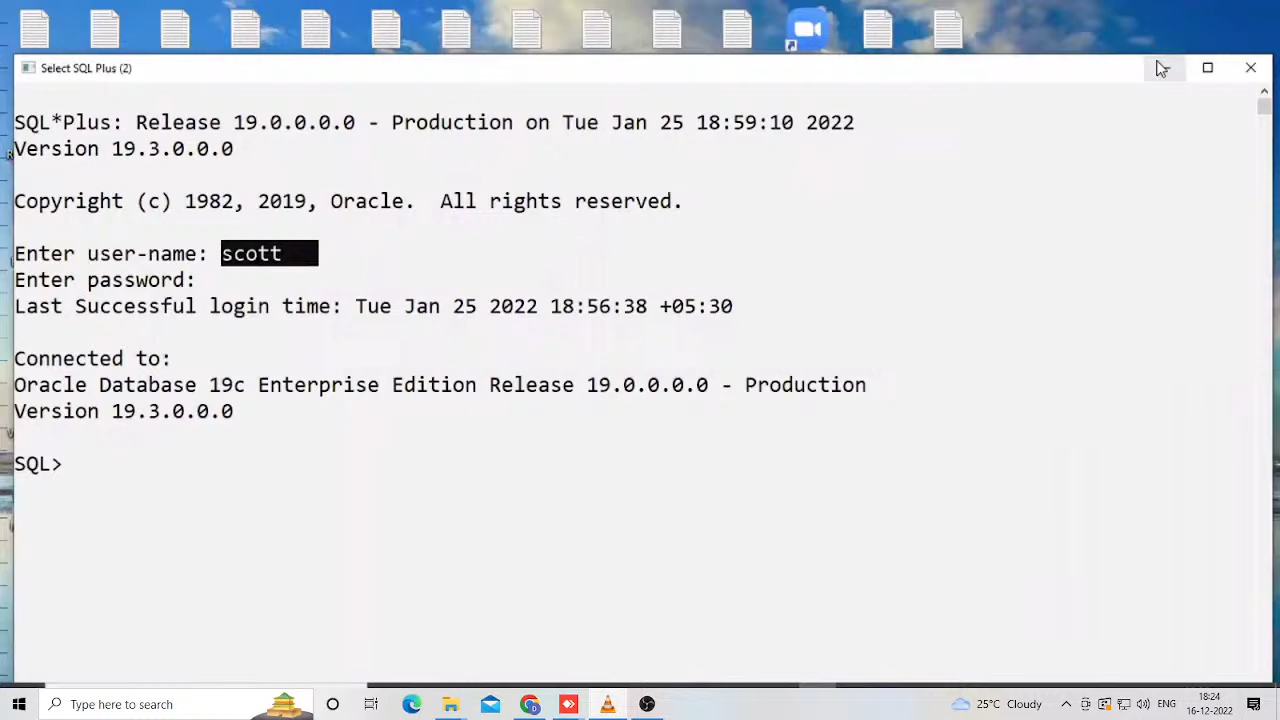 Select SQL Plus (2)
SQL*Plus: Release 19.0.0.0.0 - Production on Tue Jan 25 18:59:10 2022
Version 19.3.0.0.0
Copyright (c) 1982, 2019, Oracle.  All rights reserved.
Enter user-name: scott
Enter password:
Last Successful login time: Tue Jan 25 2022 18:56:38 +05:30
Connected to:
Oracle Database 19c Enterprise Edition Release 19.0.0.0.0 - Production
Version 19.3.0.0.0
SQL>
Type here to search
25°C Cloudy
18:24
16-12-2022